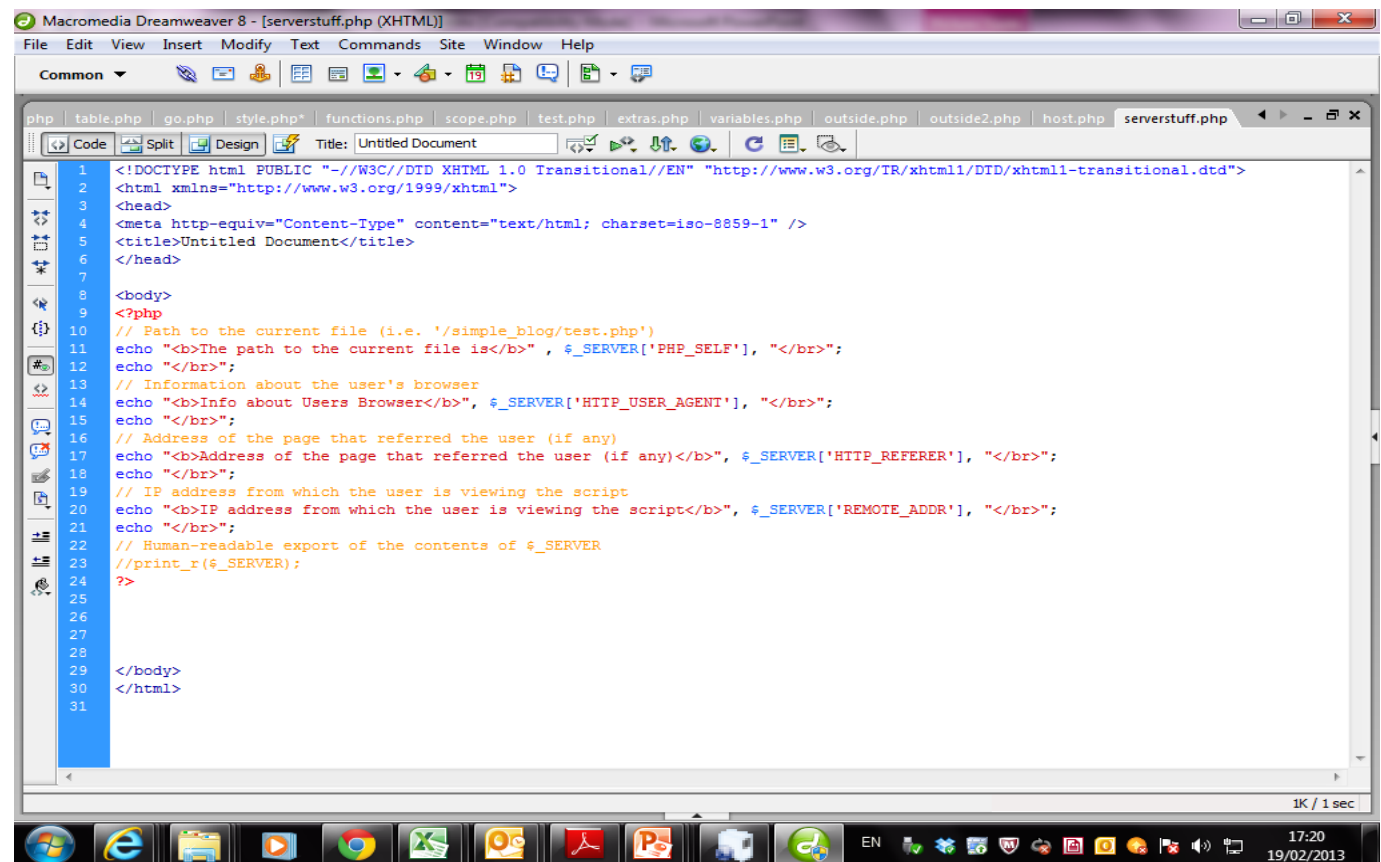 Macromedia Dreamweaver 8 - [serverstuff.php (XHTML)]
File Edit View Insert Modify Text Commands Site Window Help
Common
19
php table.php go.php style.php* functions.php scope.php test.php extras.php variables.php outside.php outside2.php host.php serverstuff.php
Code Split Design Title: Untitled Document
1 <!DOCTYPE html PUBLIC "-//W3C//DTD XHTML 1.0 Transitional//EN" "http://www.w3.org/TR/xhtml1/DTD/xhtml1-transitional.dtd">
2 <html xmlns="http://www.w3.org/1999/xhtml">
3 <head>
4 <meta http-equiv="Content-Type" content="text/html; charset=iso-8859-1" />
5 <title>Untitled Document</title>
6 </head>
7
8 <body>
9 <?php
10 // Path to the current file (i.e. '/simple_blog/test.php')
11 echo "<b>The path to the current file is</b>" , $_SERVER['PHP_SELF'], "</br>";
12 echo "</br>";
13 // Information about the user's browser
14 echo "<b>Info about Users Browser</b>", $_SERVER['HTTP_USER_AGENT'], "</br>";
15 echo "</br>";
16 // Address of the page that referred the user (if any)
17 echo "<b>Address of the page that referred the user (if any)</b>", $_SERVER['HTTP_REFERER'], "</br>";
18 echo "</br>";
19 // IP address from which the user is viewing the script
20 echo "<b>IP address from which the user is viewing the script</b>", $_SERVER['REMOTE_ADDR'], "</br>";
21 echo "</br>";
22 // Human-readable export of the contents of $_SERVER
23 //print_r($_SERVER);
24 ?>
25
26
27
28
29 </body>
30 </html>
31
1K / 1 sec
EN 17:20
19/02/2013